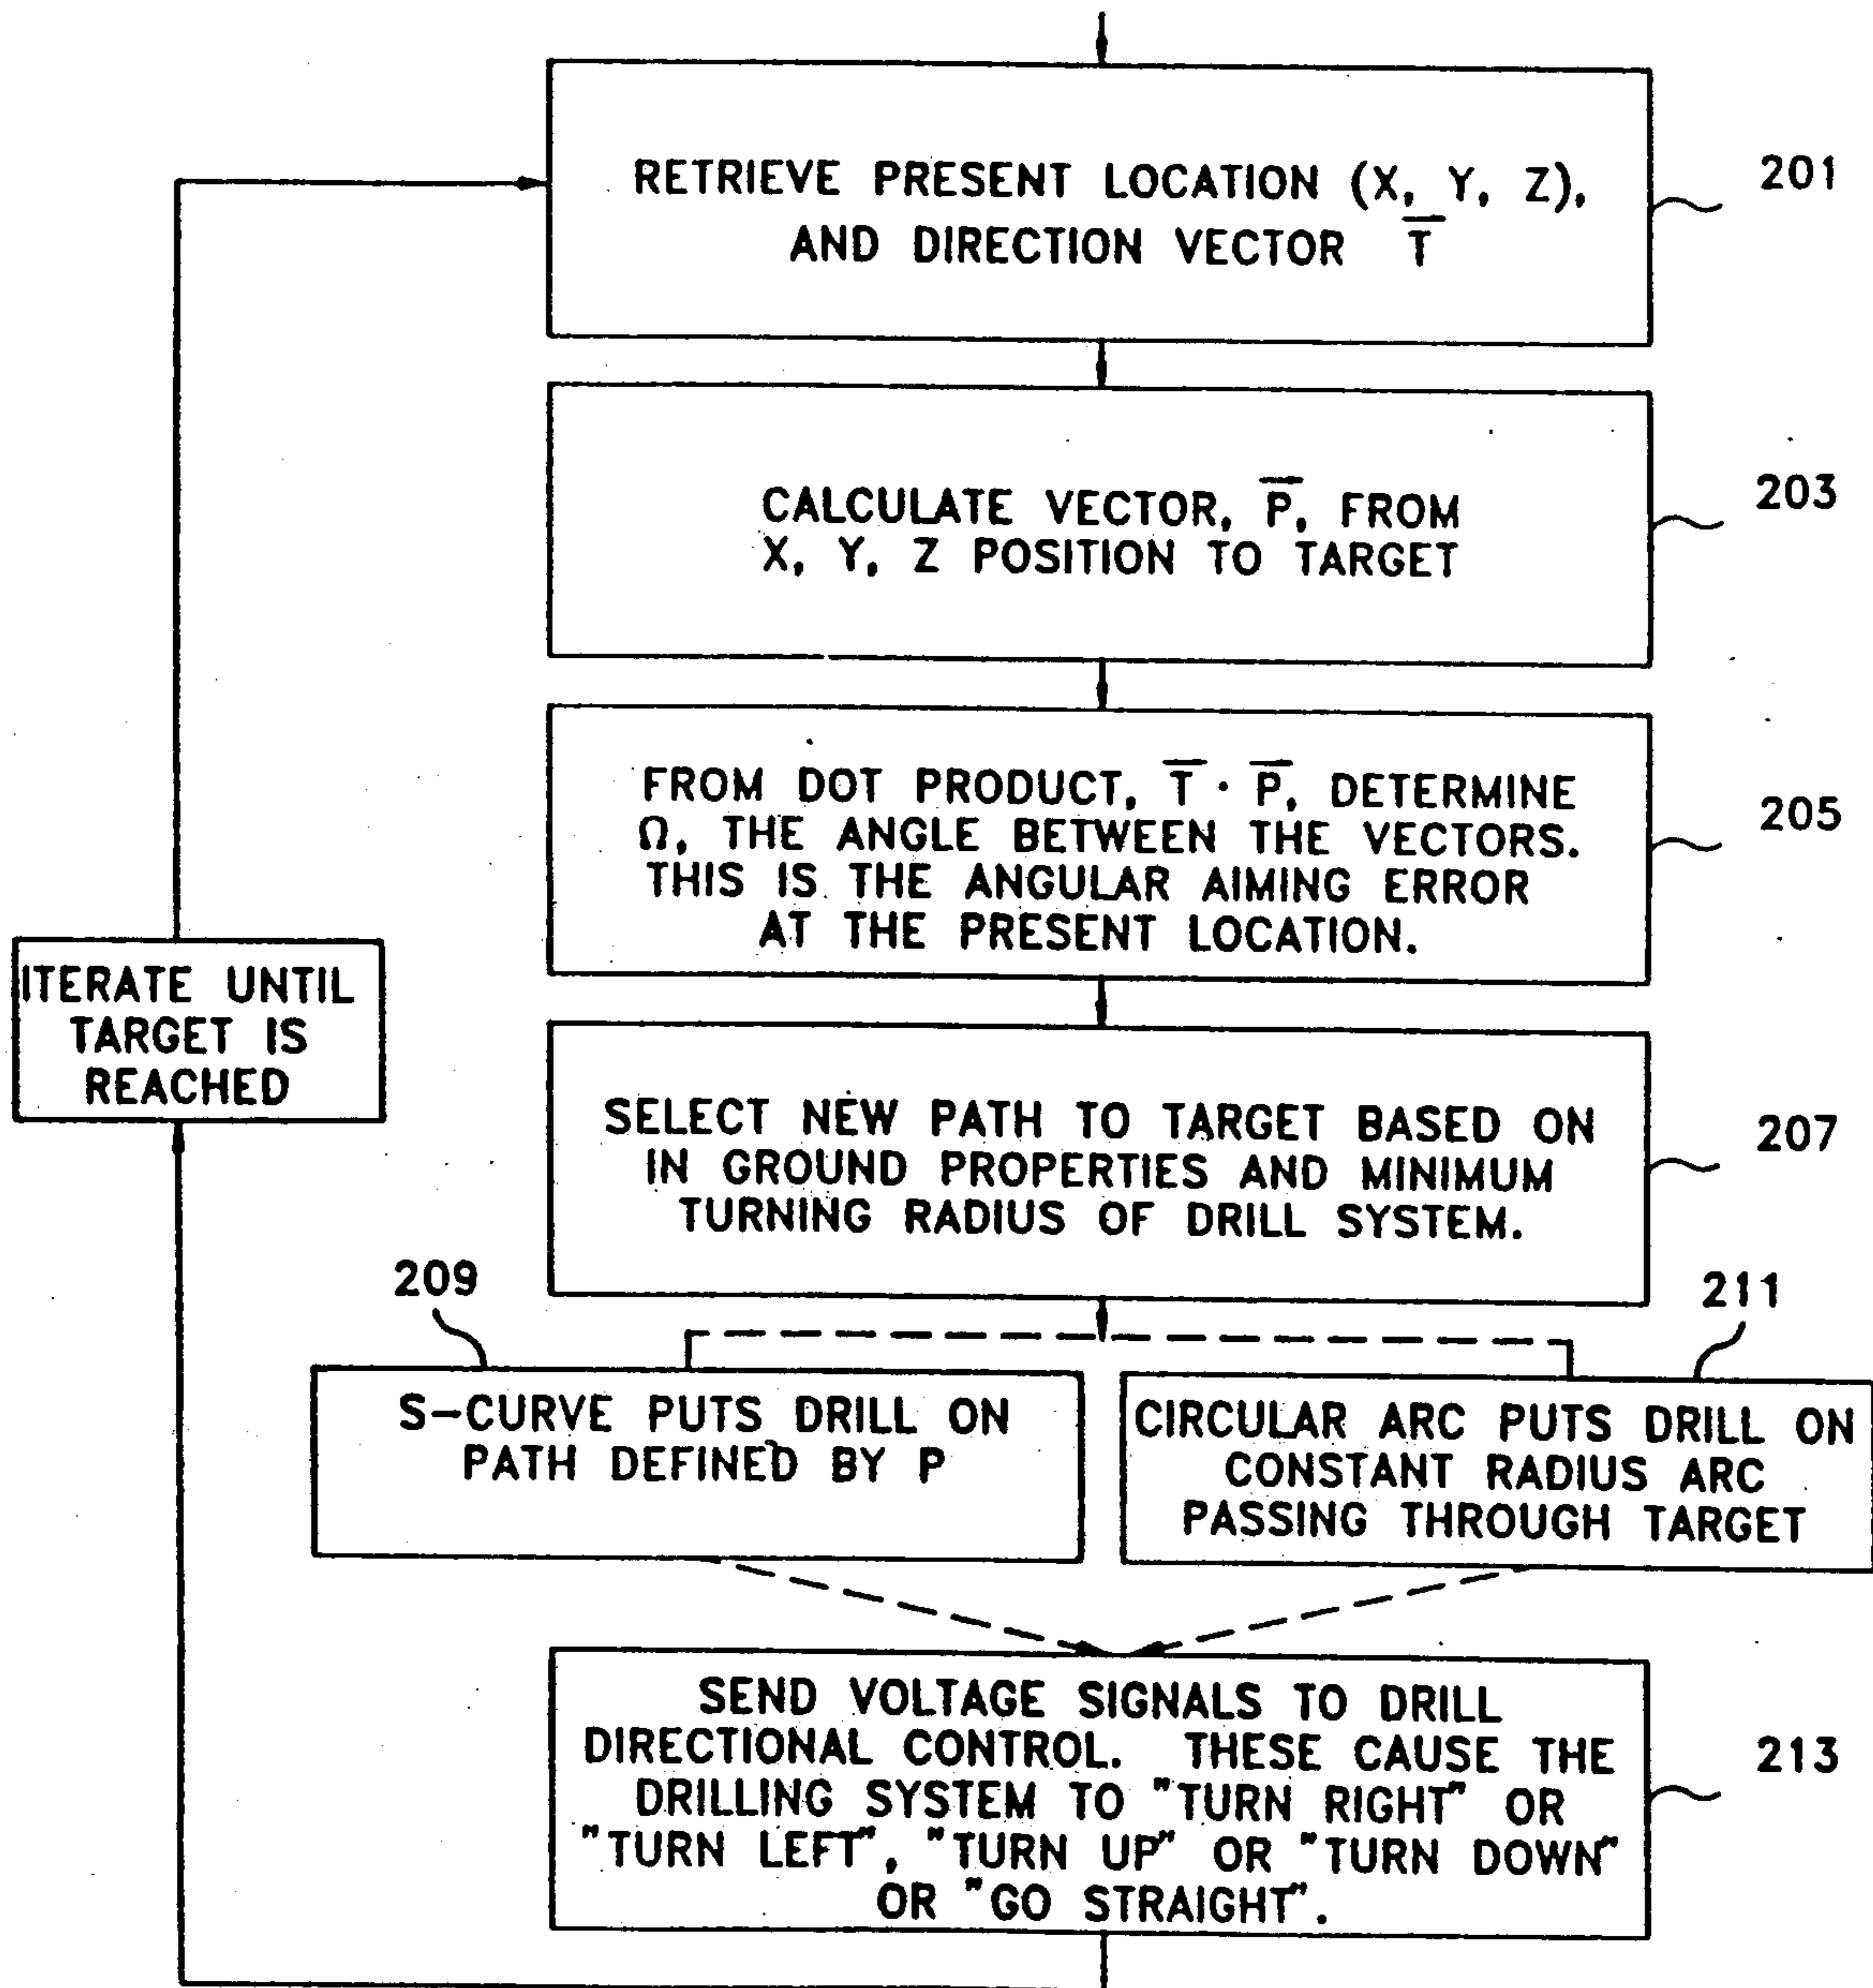 RETRIEVE PRESENT LOCATION (X, Y, Z),
AND DIRECTION VECTOR T̅
201
CALCULATE VECTOR, P̅, FROM
X, Y, Z POSITION TO TARGET
203
FROM DOT PRODUCT, T̅ · P̅, DETERMINE
Ω, THE ANGLE BETWEEN THE VECTORS.
THIS IS THE ANGULAR AIMING ERROR
AT THE PRESENT LOCATION.
205
ITERATE UNTIL
TARGET IS
REACHED
SELECT NEW PATH TO TARGET BASED ON
IN GROUND PROPERTIES AND MINIMUM
TURNING RADIUS OF DRILL SYSTEM.
207
209
S-CURVE PUTS DRILL ON
PATH DEFINED BY P
211
CIRCULAR ARC PUTS DRILL ON
CONSTANT RADIUS ARC
PASSING THROUGH TARGET
SEND VOLTAGE SIGNALS TO DRILL
DIRECTIONAL CONTROL. THESE CAUSE THE
DRILLING SYSTEM TO "TURN RIGHT" OR
"TURN LEFT", "TURN UP" OR "TURN DOWN"
OR "GO STRAIGHT".
213